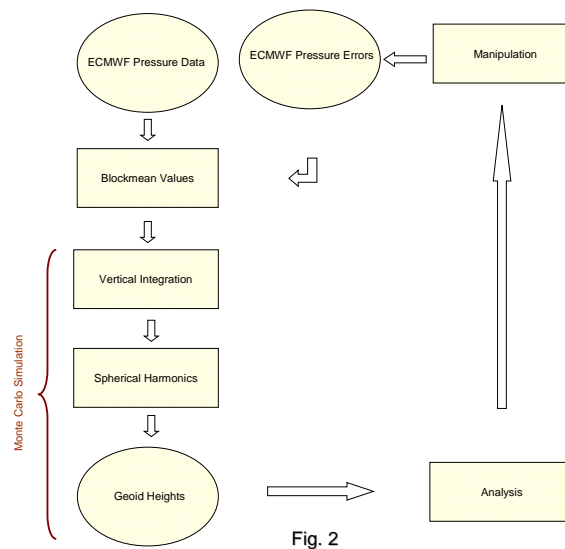 ECMWF Pressure Data
ECMWF Pressure Errors
Manipulation
Blockmean Values
Vertical Integration
Monte Carlo Simulation
Spherical Harmonics
Geoid Heights
Analysis
Fig. 2